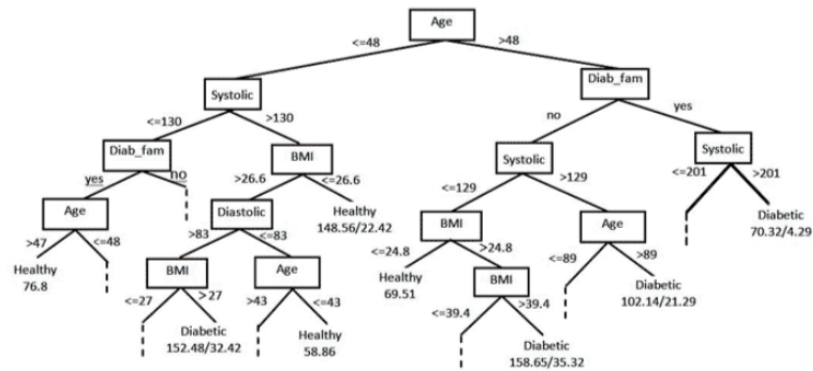 Age
<=48
>48
Systolic
Diab_fam
<=130
>130
no
yes
Diab_fam
BMI
Systolic
Systolic
yes
no
>26.6
<=26.6
<=129
>129
<=201
>201
Age
Diastolic
Healthy
148.56/22.42
BMI
Age
Diabetic
70.32/4.29
>47
<=48
>83
<=83
<=24.8
>24.8
<=89
>89
Healthy
76.8
BMI
Age
Healthy
69.51
BMI
Diabetic
102.14/21.29
<=27
>27
>43
<=43
<=39.4
>39.4
Diabetic
152.48/32.42
Healthy
58.86
Diabetic
158.65/35.32